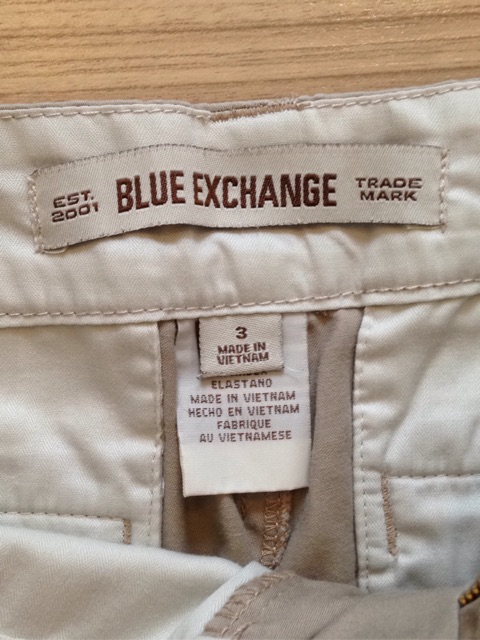 EST. 2001 BLUE EXCHANGE TRADE MARK
3
MADE IN
VIETNAM
ELASTANO
MADE IN VIETNAM
HECHO EN VIETNAM
FABRIQUE
AU VIETNAMESE